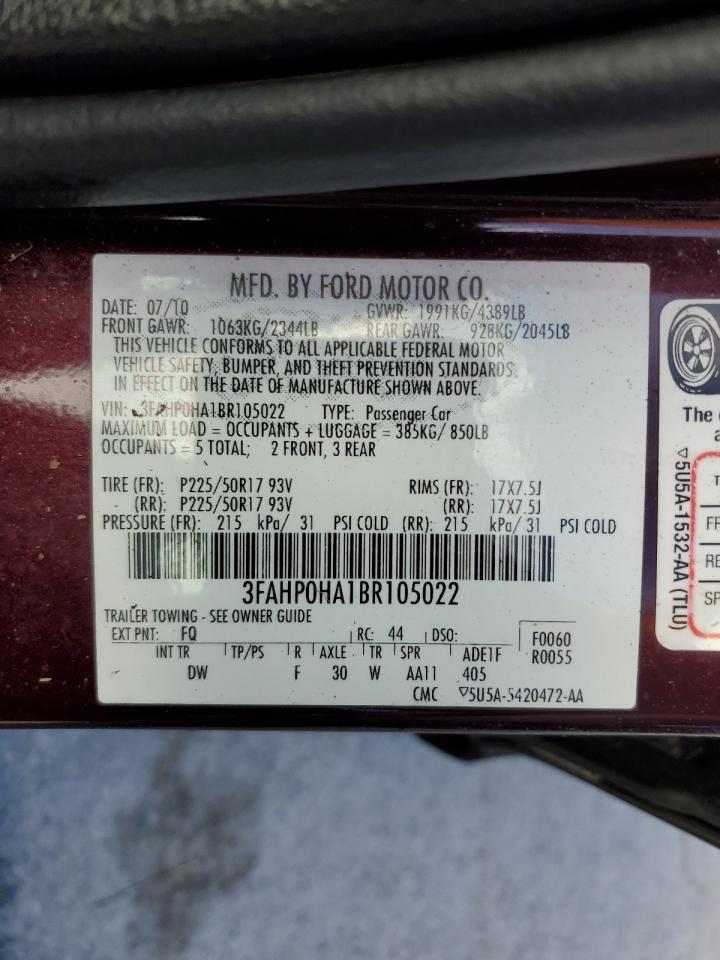 MFD. BY FORD MOTOR CO.
DATE: 07/10 GVWR: 1991KG/4389LB
FRONT GAWR: 1063KG/2344LB REAR GAWR: 928KG/2045LB
THIS VEHICLE CONFORMS TO ALL APPLICABLE FEDERAL MOTOR
VEHICLE SAFETY, BUMPER, AND THEFT PREVENTION STANDARDS
IN EFFECT ON THE DATE OF MANUFACTURE SHOWN ABOVE.
VIN: 3FAHP0HA1BR105022 TYPE: Passenger Car
MAXIMUM LOAD = OCCUPANTS + LUGGAGE = 385KG/ 850LB
OCCUPANTS = 5 TOTAL; 2 FRONT, 3 REAR
TIRE (FR): P225/50R17 93V RIMS (FR): 17X7.5J
(RR): P225/50R17 93V (RR): 17X7.5J
PRESSURE (FR): 215 kPa/ 31 PSI COLD (RR): 215 kPa/ 31 PSI COLD
3FAHP0HA1BR105022
TRAILER TOWING - SEE OWNER GUIDE
EXT PNT: FQ RC: 44 DSO: F0060
INT TR TP/PS R AXLE TR SPR ADE1F R0055
DW F 30 W AA11 405
CMC ▽5U5A-5420472-AA
The
▽5U5A-1532-AA (TLU)
T
FR
RE
SP